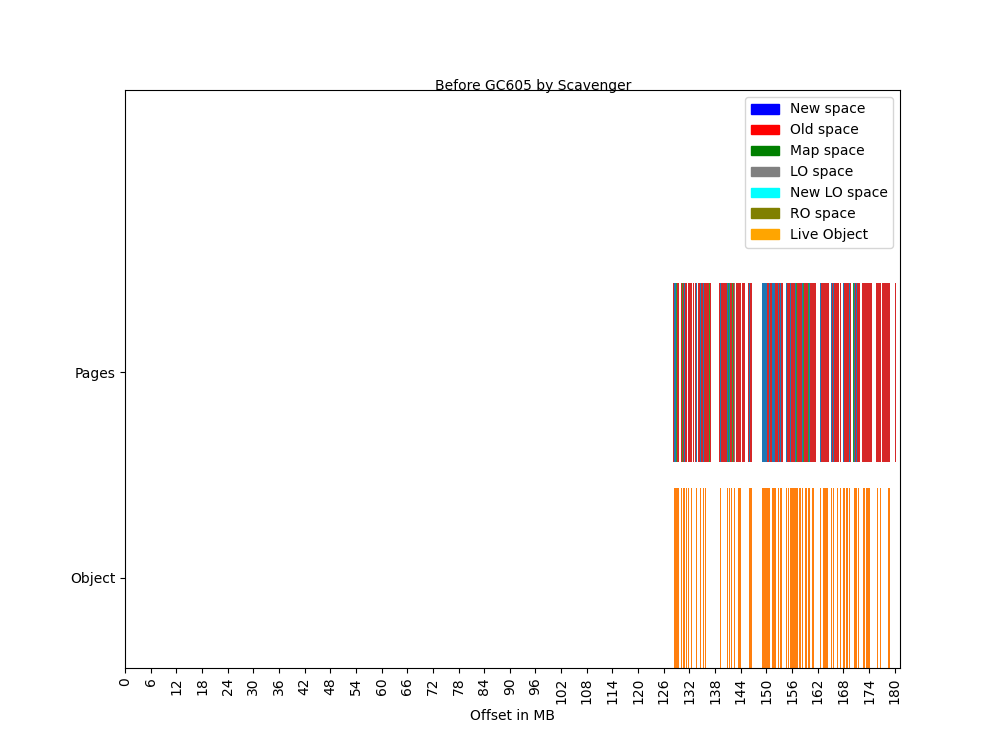 Before GC605 by Scavenger
New space
Old space
Map space
LO space
New LO space
RO space
Live Object
Pages
Object
0 6 12 18 24 30 36 42 48 54 60 66 72 78 84 90 96 102 108 114 120 126 132 138 144 150 156 162 168 174 180
Offset in MB